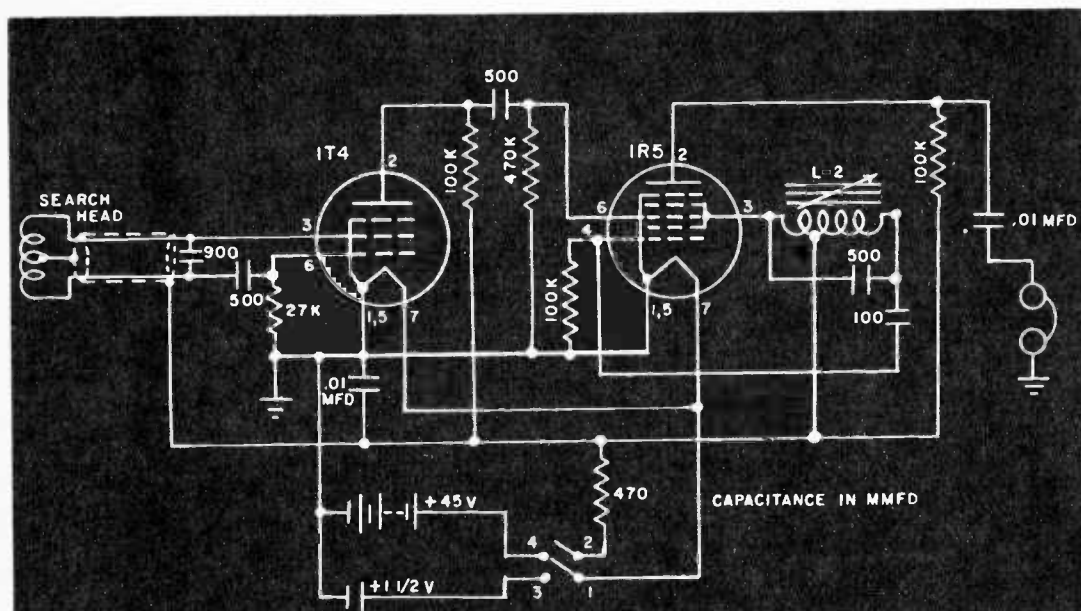 500
1T4
2
100K
470K
1R5
2
L-2
100K
SEARCH
HEAD
3
900
6
500
27K
1,5
7
6
4
3
100K
1,5
7
500
100
.01 MFD
.01
MFD
+45V
470
CAPACITANCE IN MMFD
4
2
+1 1/2 V
3
1